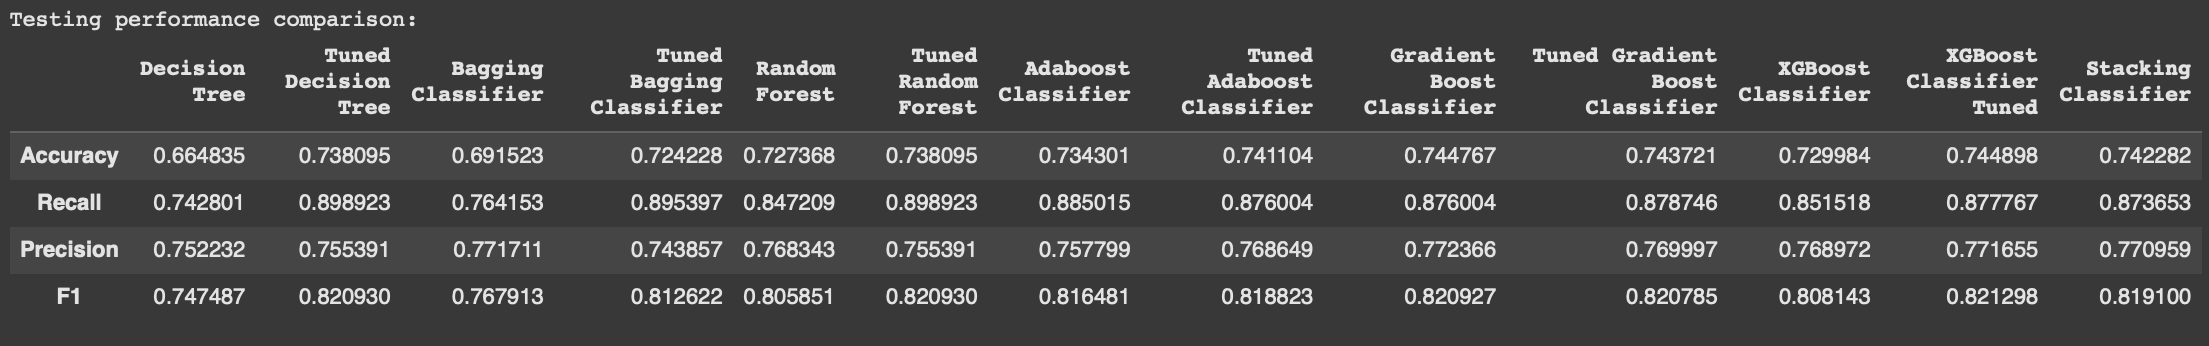 Testing performance comparison:
Decision Tree Tuned Decision Tree Bagging Classifier Tuned Bagging Classifier Random Forest Tuned Random Forest Adaboost Classifier Tuned Adaboost Classifier Gradient Boost Classifier Tuned Gradient Boost Classifier XGBoost Classifier XGBoost Classifier Tuned Stacking Classifier
Accuracy 0.664835 0.738095 0.691523 0.724228 0.727368 0.738095 0.734301 0.741104 0.744767 0.743721 0.729984 0.744898 0.742282
Recall 0.742801 0.898923 0.764153 0.895397 0.847209 0.898923 0.885015 0.876004 0.876004 0.878746 0.851518 0.877767 0.873653
Precision 0.752232 0.755391 0.771711 0.743857 0.768343 0.755391 0.757799 0.768649 0.772366 0.769997 0.768972 0.771655 0.770959
F1 0.747487 0.820930 0.767913 0.812622 0.805851 0.820930 0.816481 0.818823 0.820927 0.820785 0.808143 0.821298 0.819100